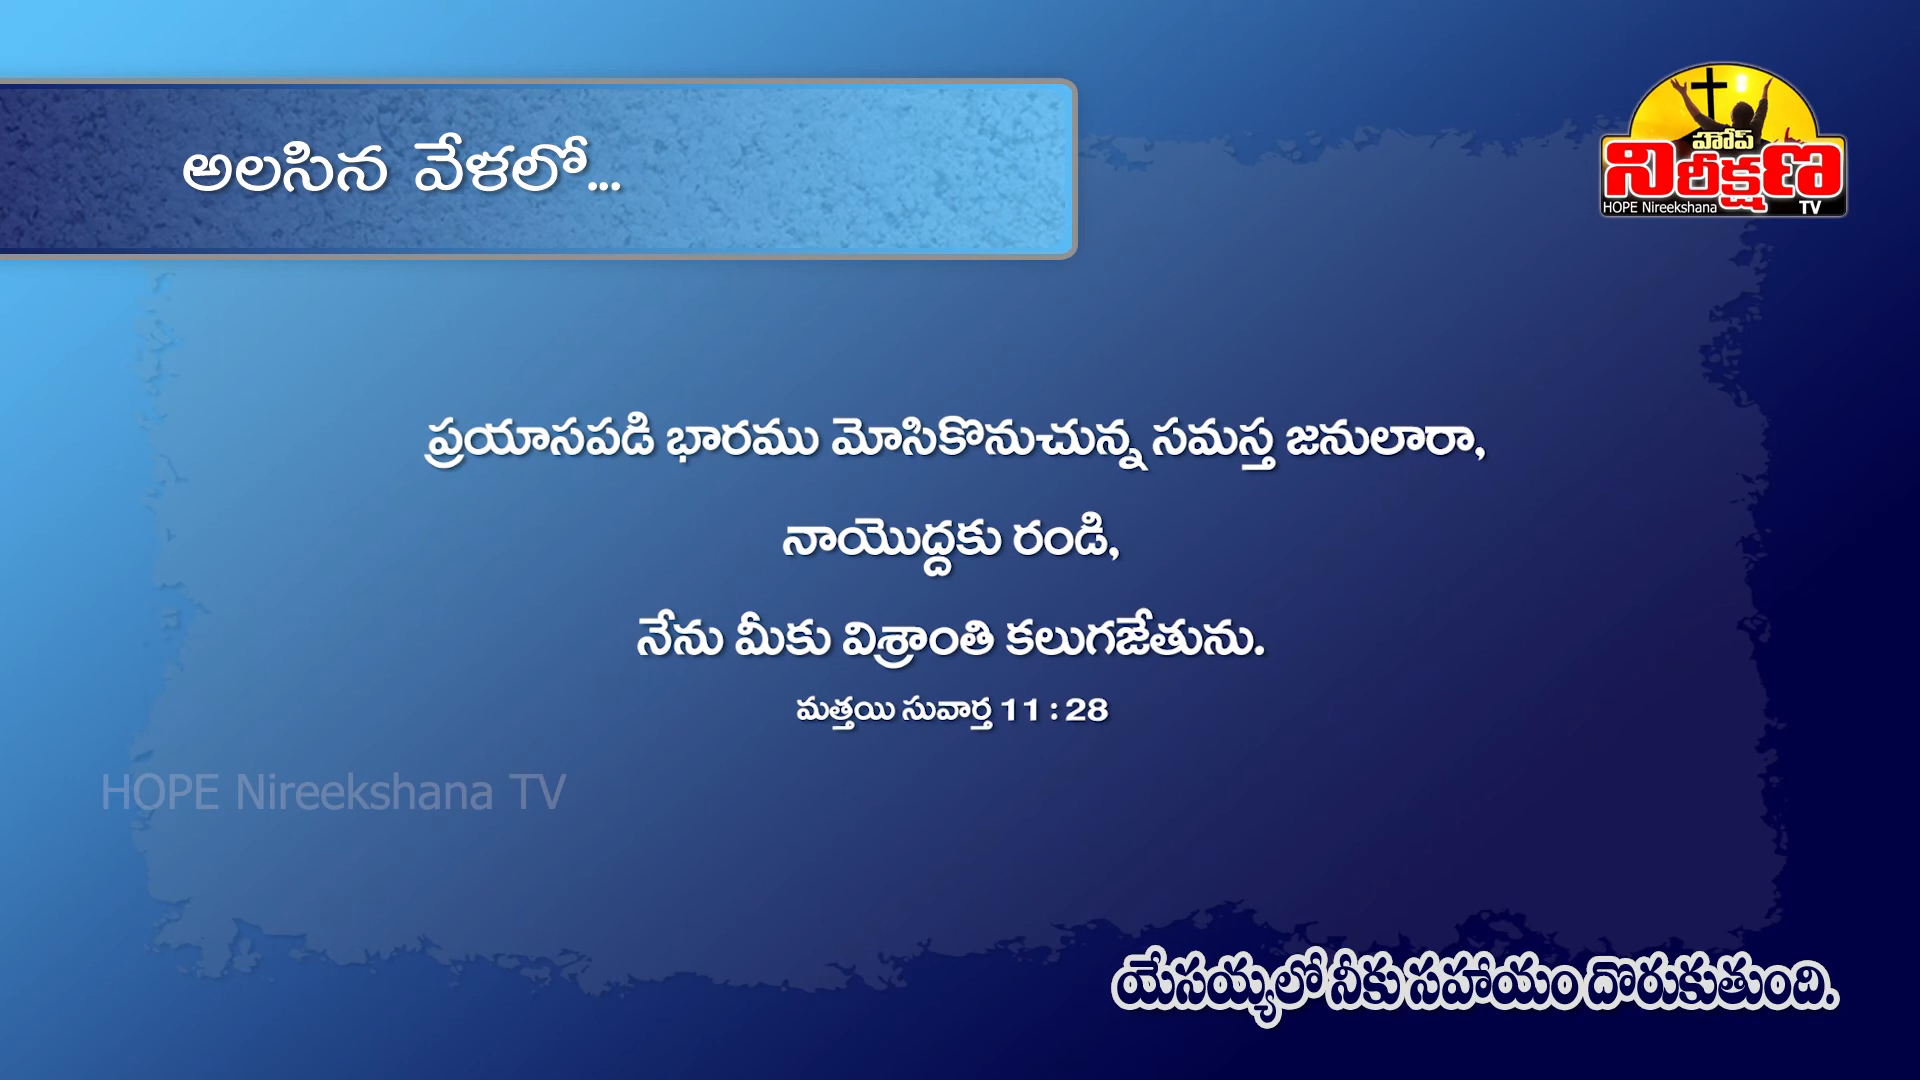 అలసిన వేళలో...
హోప్
నిరీక్షణ
HOPE Nireekshana TV
ప్రయాసపడి భారము మోసికొనుచున్న సమస్త జనులారా,
నాయొద్దకు రండి,
నేను మీకు విశ్రాంతి కలుగజేతును.
మత్తయి సువార్త 11 : 28
HOPE Nireekshana TV
యేసయ్యలో నీకు సహాయం దొరుకుతుంది.